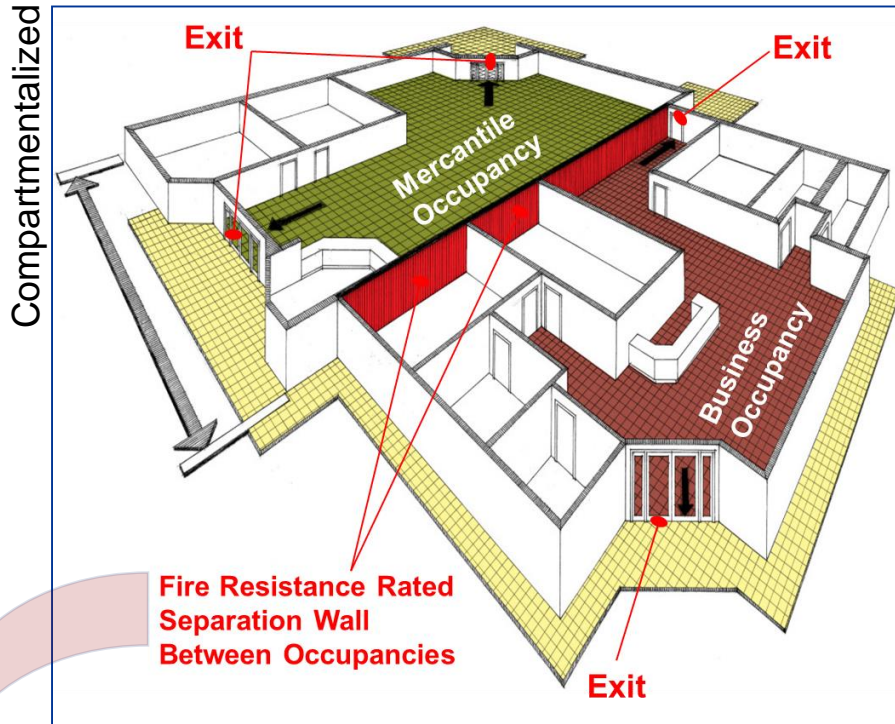 Compartmentalized
Exit
Exit
Mercantile
Occupancy
Business
Occupancy
Fire Resistance Rated
Separation Wall
Between Occupancies
Exit